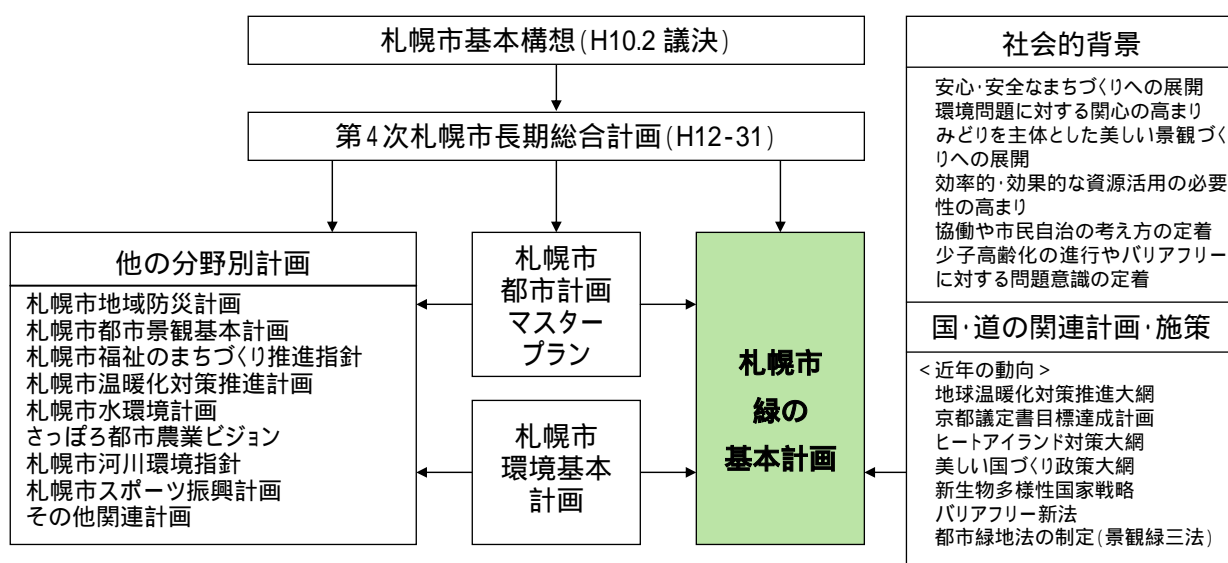 札幌市基本構想(H10.2 議決)
第4次札幌市長期総合計画(H12-31)
他の分野別計画
札幌市地域防災計画
札幌市都市景観基本計画
札幌市福祉のまちづくり推進指針
札幌市温暖化対策推進計画
札幌市水環境計画
さっぽろ都市農業ビジョン
札幌市河川環境指針
札幌市スポーツ振興計画
その他関連計画
札幌市
都市計画
マスター
プラン
札幌市
環境基本
計画
札幌市
緑の
基本計画
社会的背景
安心・安全なまちづくりへの展開
環境問題に対する関心の高まり
みどりを主体とした美しい景観づく
りへの展開
効率的・効果的な資源活用の必要
性の高まり
協働や市民自治の考え方の定着
少子高齢化の進行やバリアフリー
に対する問題意識の定着
国・道の関連計画・施策
<近年の動向>
地球温暖化対策推進大綱
京都議定書目標達成計画
ヒートアイランド対策大綱
美しい国づくり政策大綱
新生物多様性国家戦略
バリアフリー新法
都市緑地法の制定(景観緑三法)